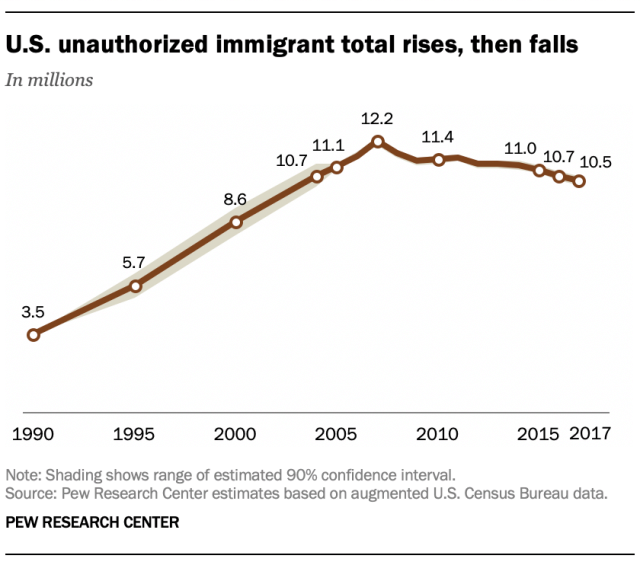 U.S. unauthorized immigrant total rises, then falls
In millions
12.2
11.4
11.1
11.0
10.7
10.7
10.5
8.6
5.7
3.5
1990 1995 2000 2005 2010 2015 2017
Note: Shading shows range of estimated 90% confidence interval.
Source: Pew Research Center estimates based on augmented U.S. Census Bureau data.
PEW RESEARCH CENTER